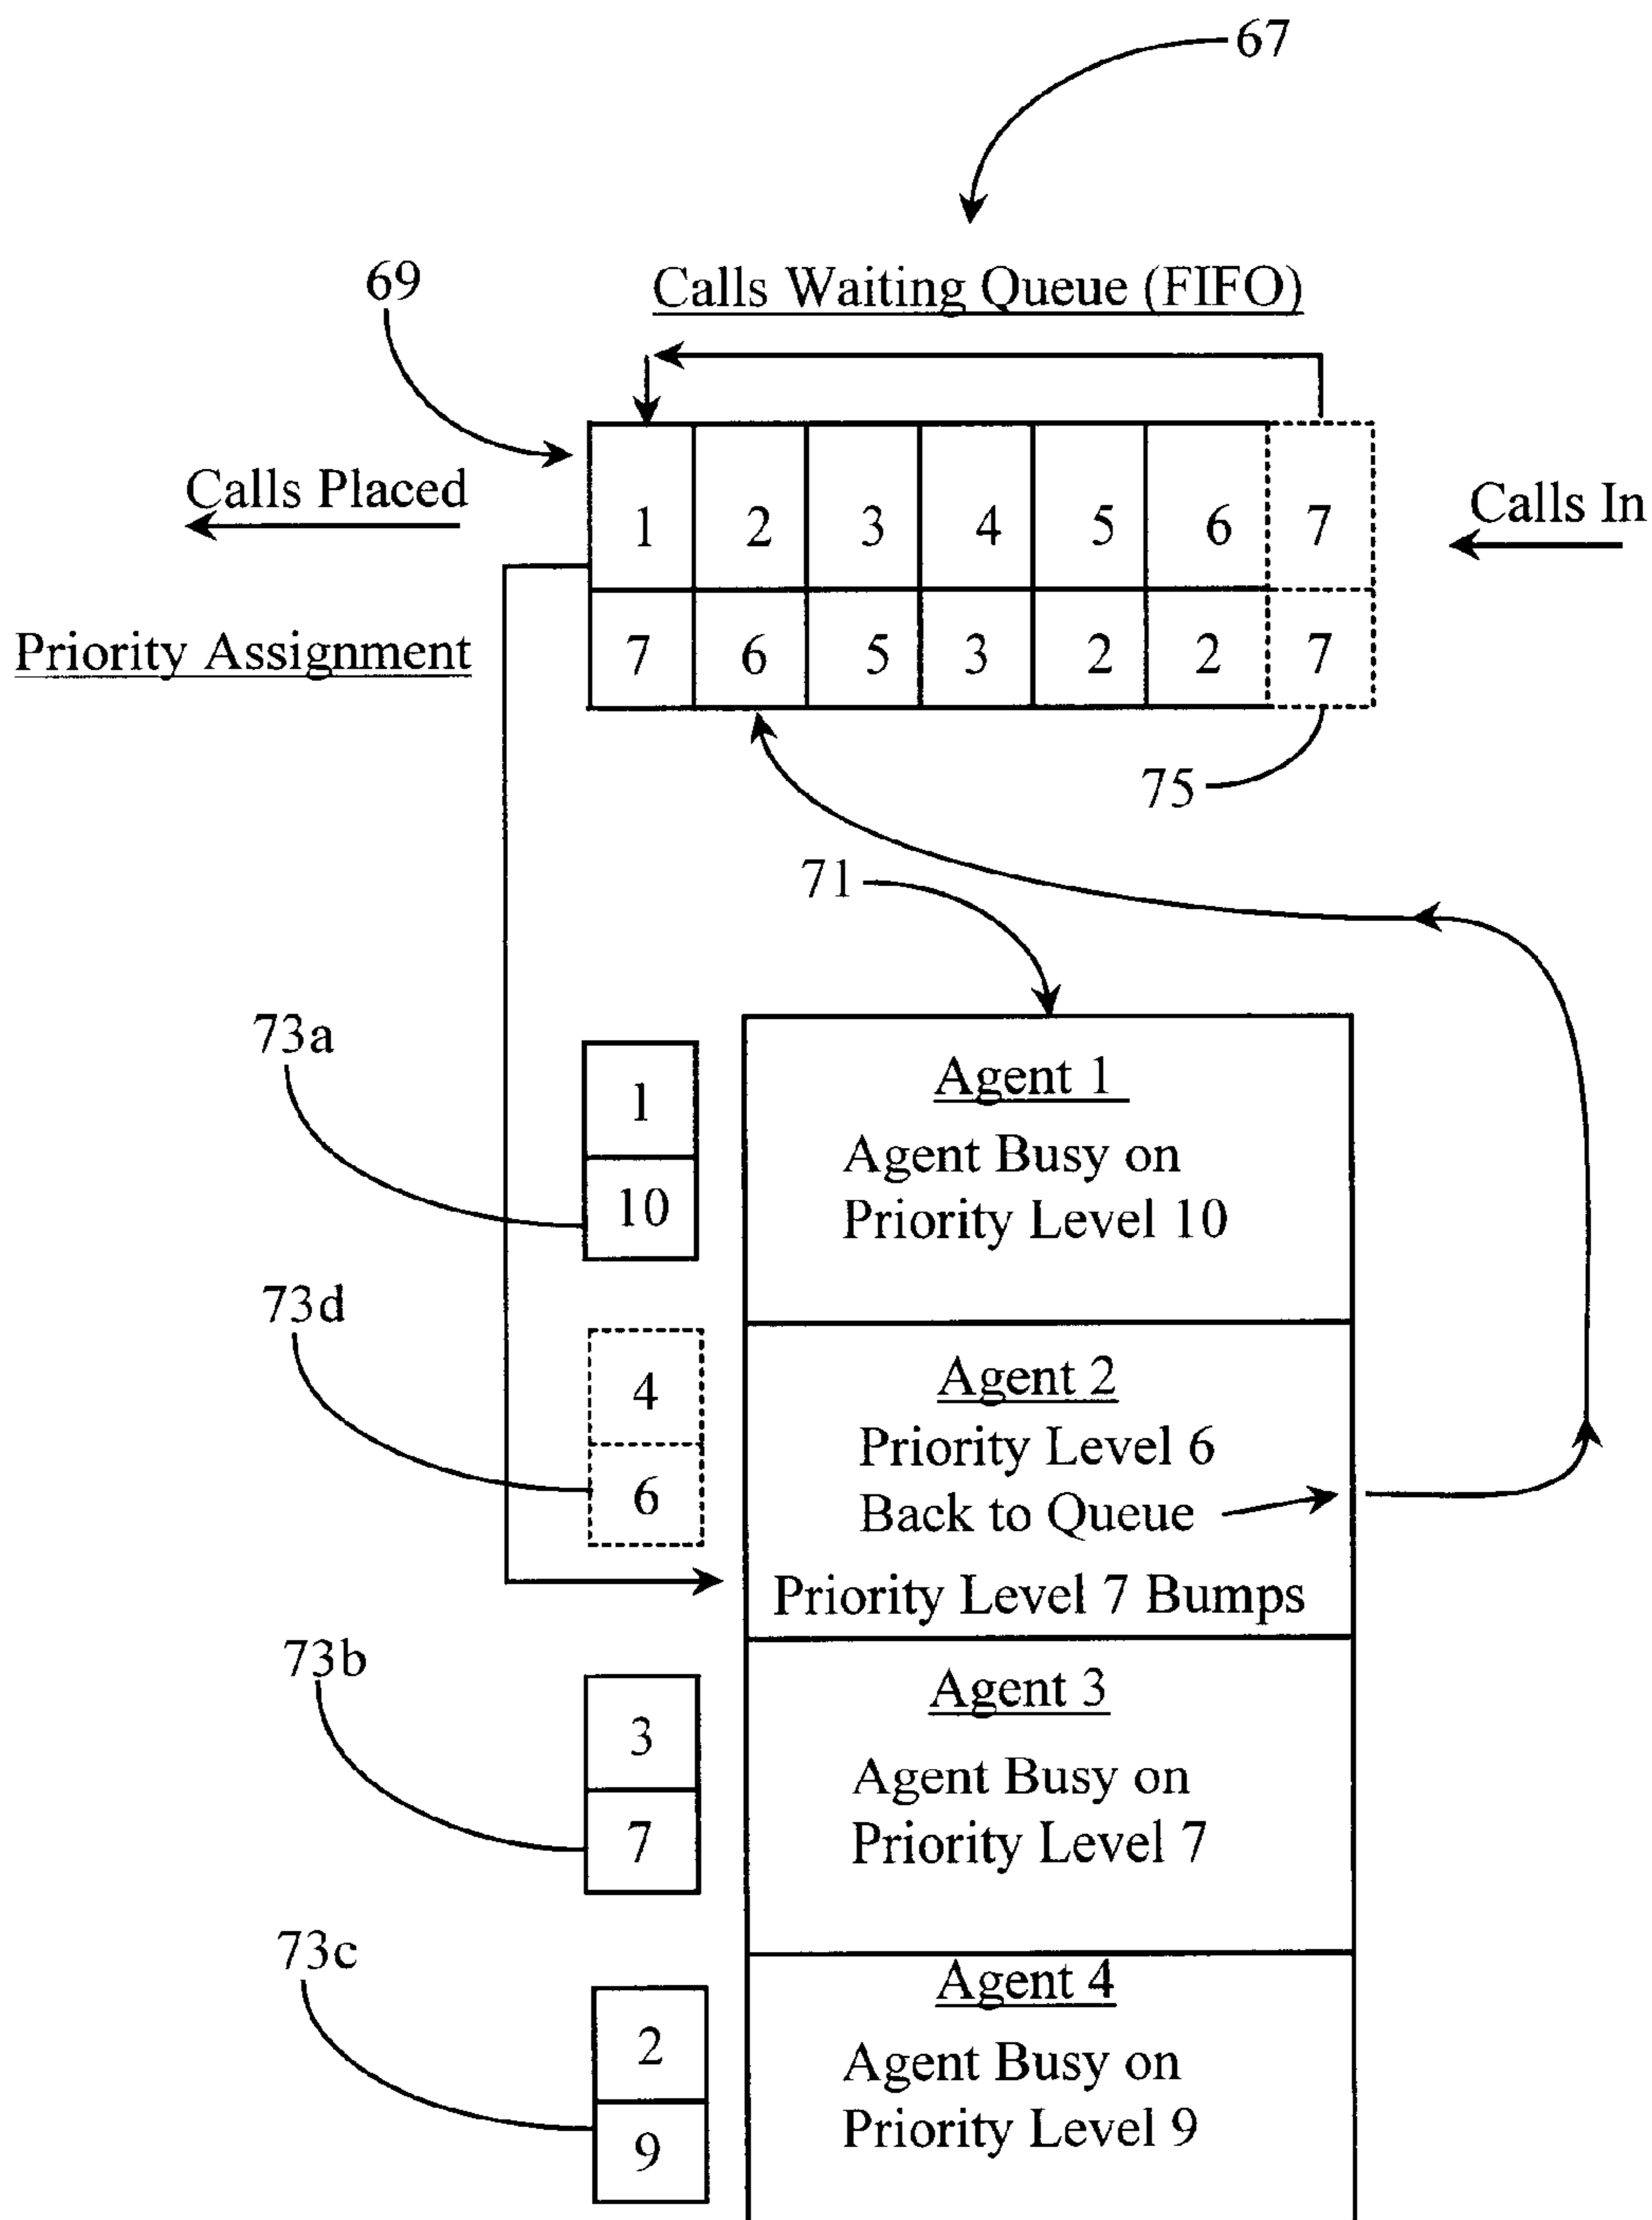 67
69
Calls Waiting Queue (FIFO)
Calls Placed
Calls In
1 2 3 4 5 6 7
Priority Assignment
7 6 5 3 2 2 7
75
71
73a
1
10
Agent 1
Agent Busy on
Priority Level 10
73d
4
6
Agent 2
Priority Level 6
Back to Queue
Priority Level 7 Bumps
73b
3
7
Agent 3
Agent Busy on
Priority Level 7
73c
2
9
Agent 4
Agent Busy on
Priority Level 9